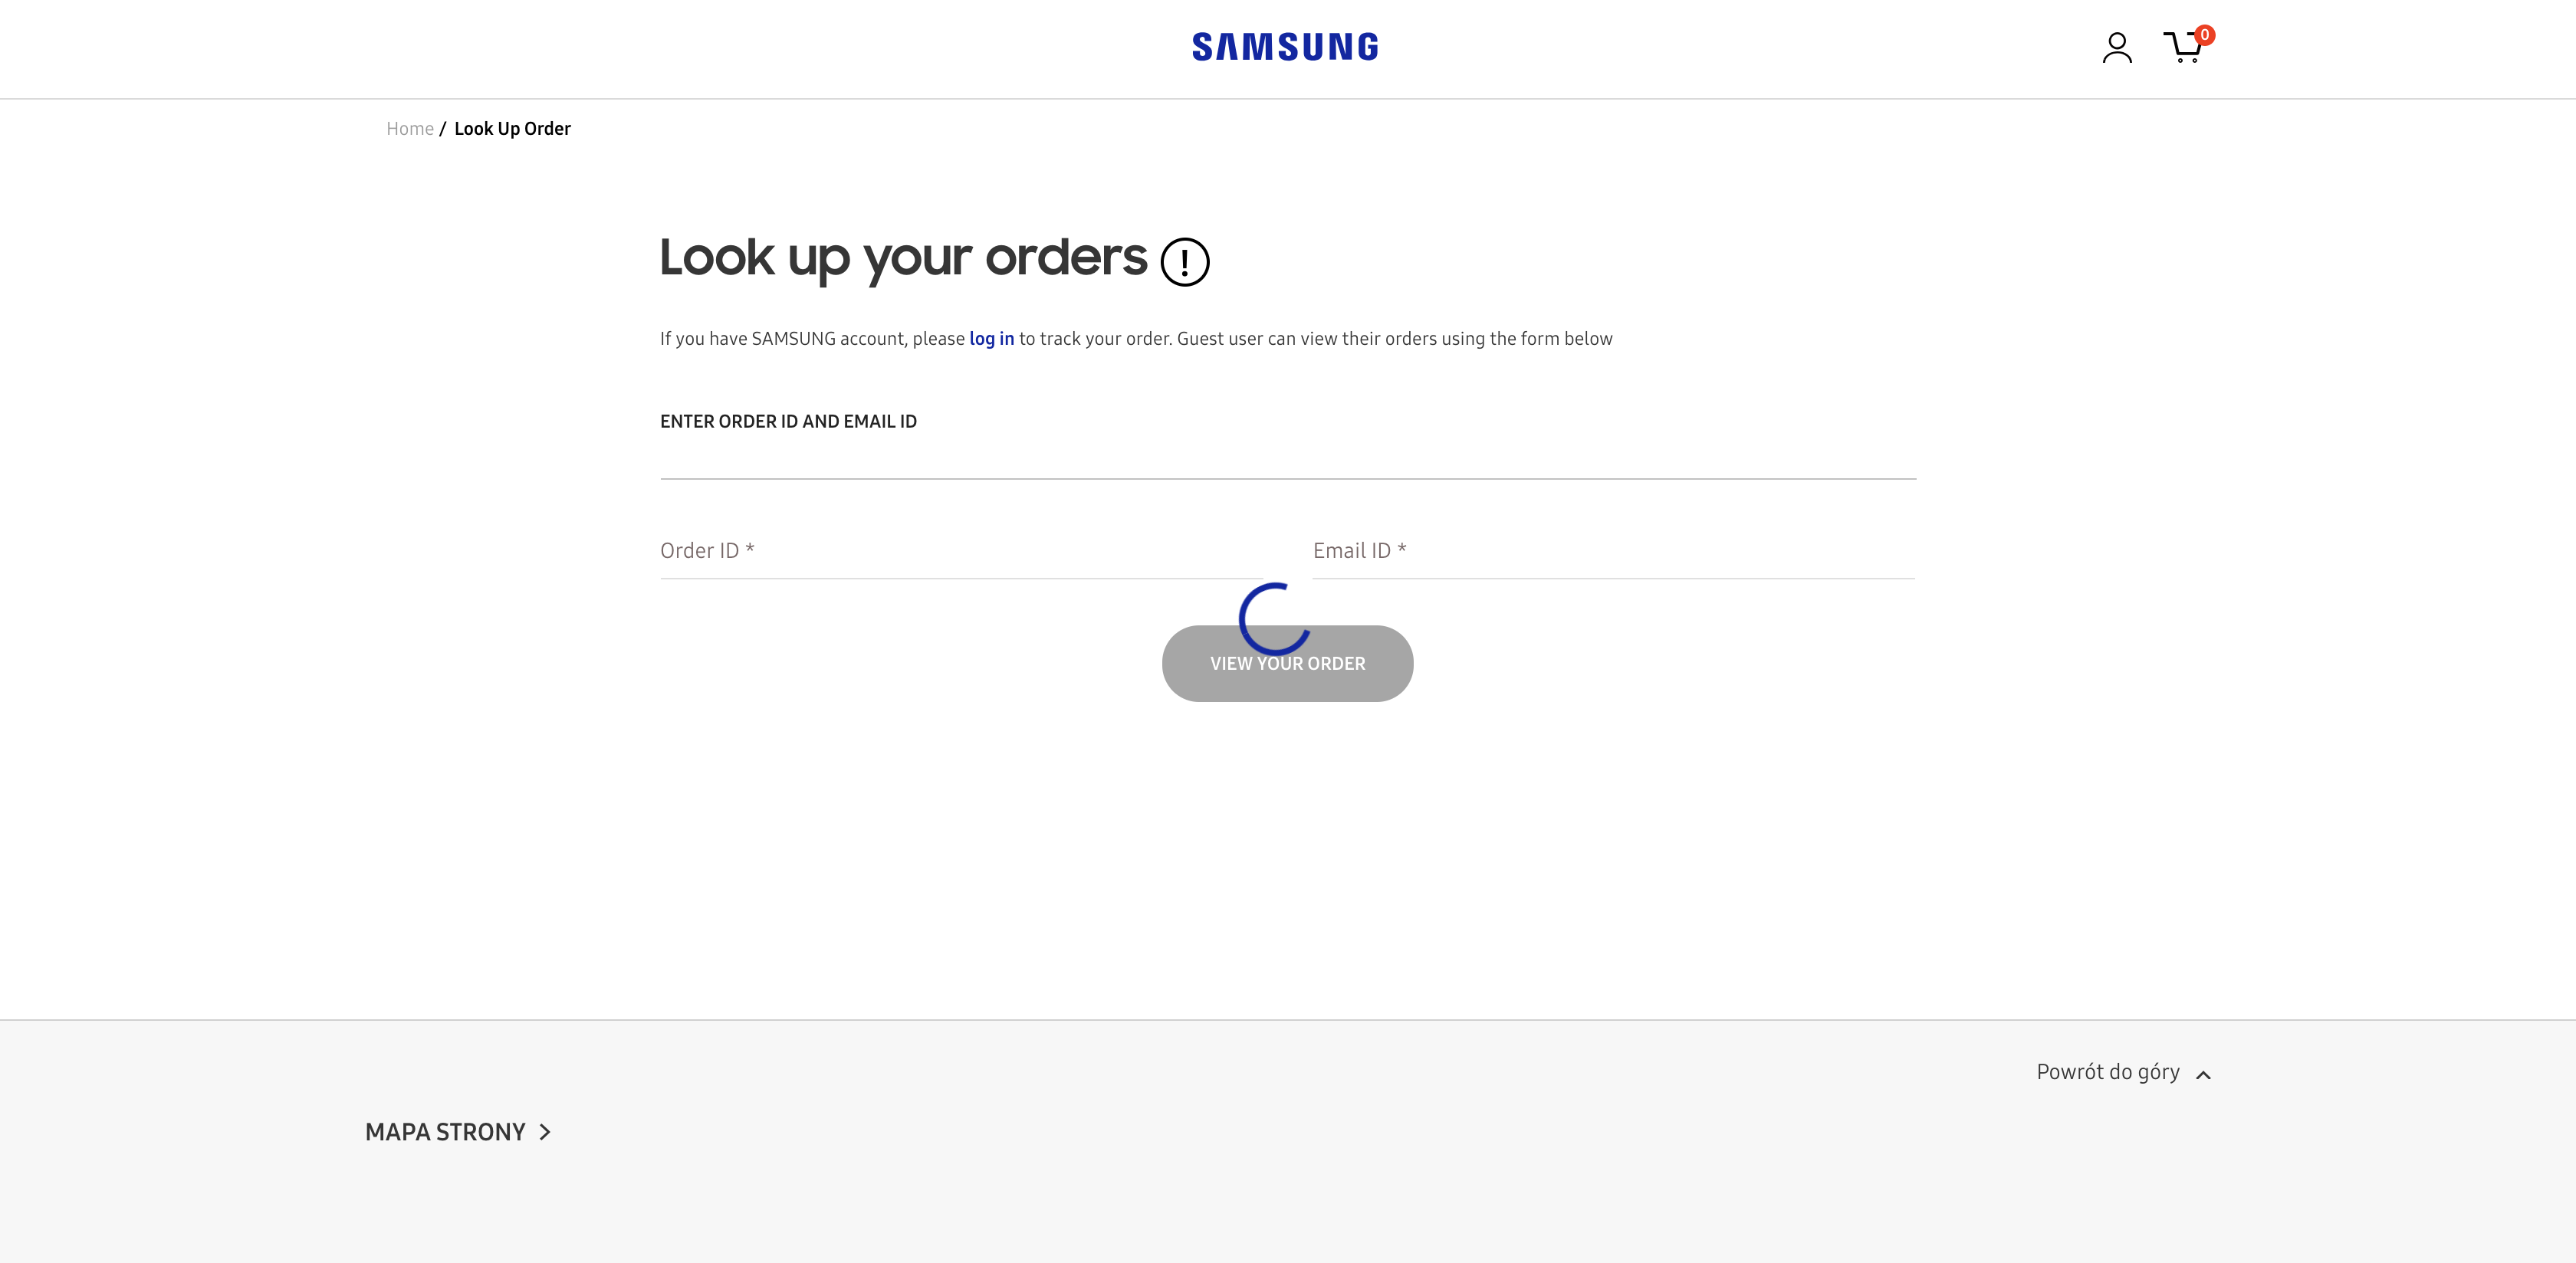 SAMSUNG
0
Home / Look Up Order
Look up your orders !
If you have SAMSUNG account, please log in to track your order. Guest user can view their orders using the form below
ENTER ORDER ID AND EMAIL ID
Order ID * Email ID *
VIEW YOUR ORDER
Powrót do góry
MAPA STRONY